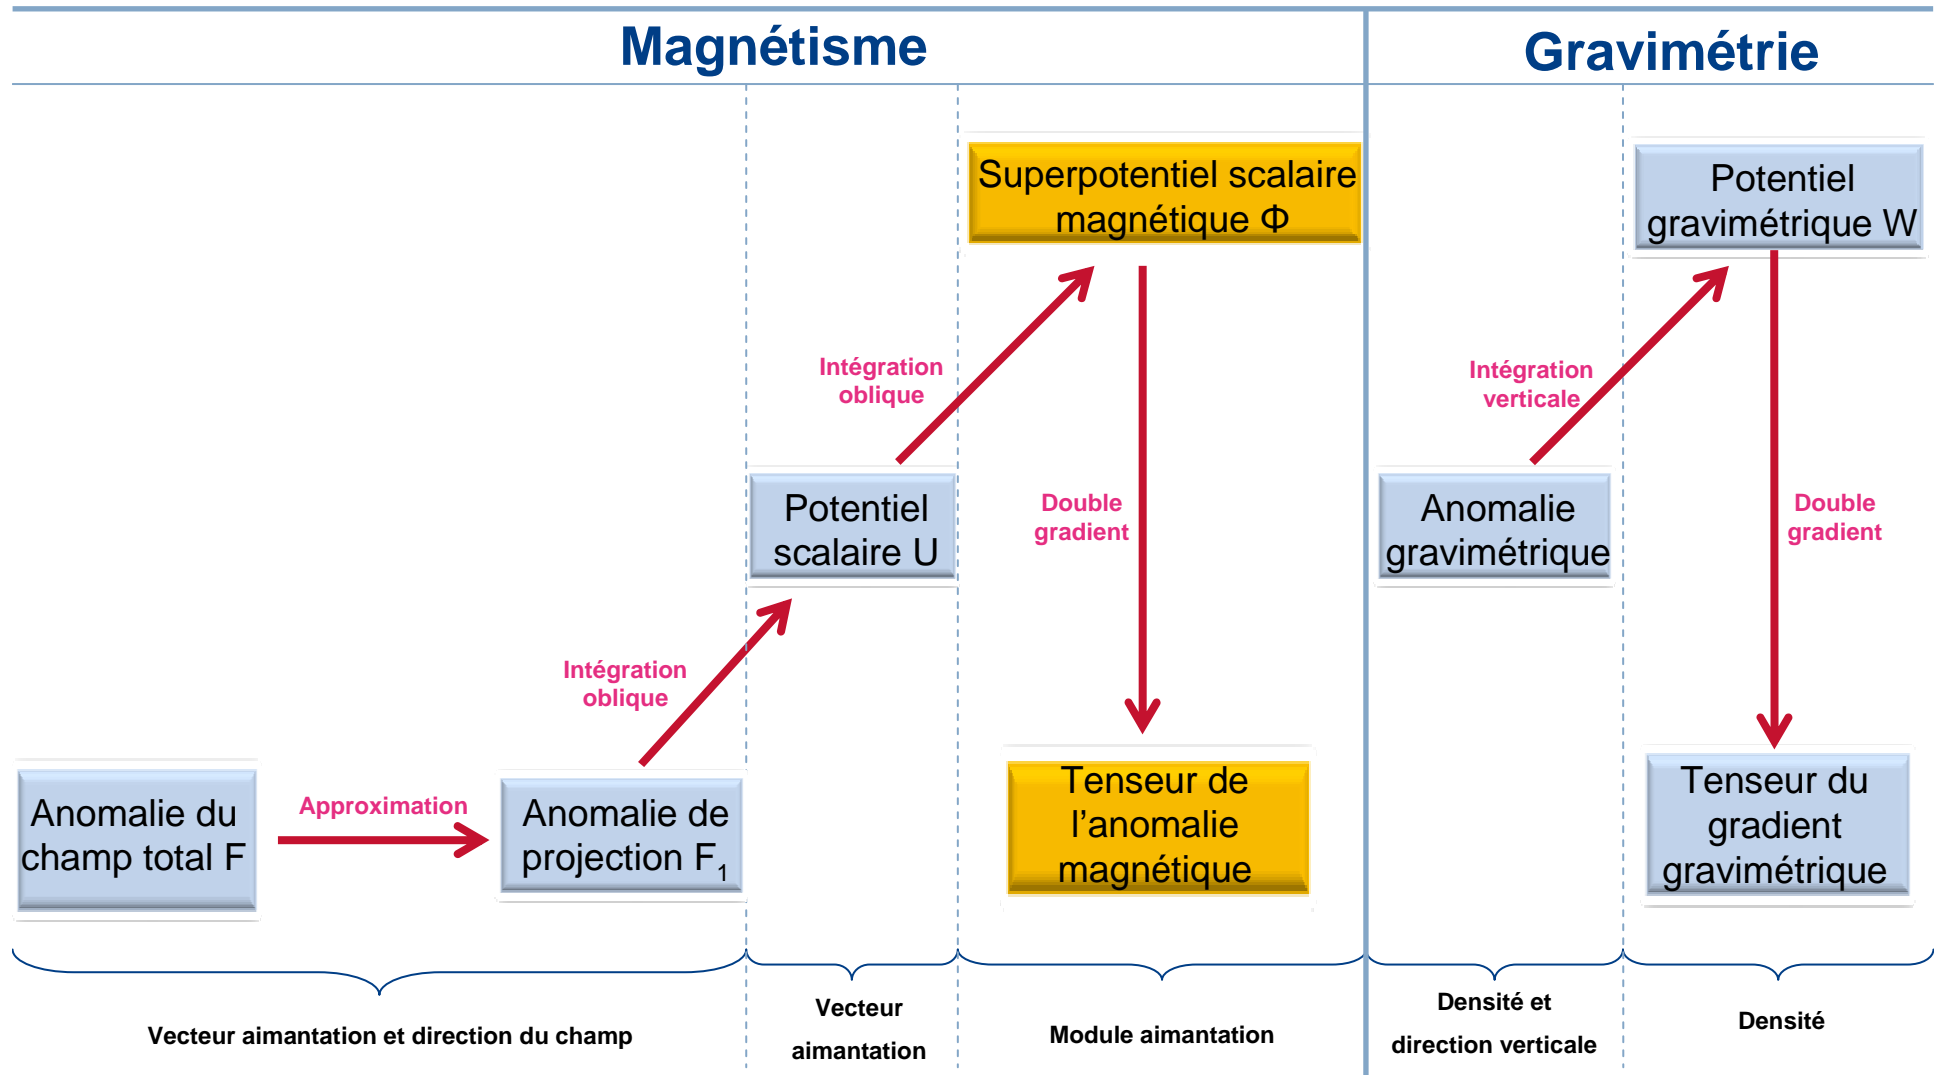 Magnétisme
Gravimétrie
Superpotentiel scalaire
magnétique Φ
Potentiel
gravimétrique W
Intégration
oblique
Intégration
verticale
Potentiel
scalaire U
Double
gradient
Anomalie
gravimétrique
Double
gradient
Intégration
oblique
Anomalie du
champ total F
Approximation
Anomalie de
projection F₁
Tenseur de
l’anomalie
magnétique
Tenseur du
gradient
gravimétrique
Vecteur aimantation et direction du champ
Vecteur
aimantation
Module aimantation
Densité et
direction verticale
Densité